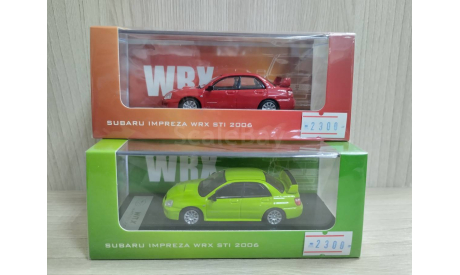 WRX
SUBARU IMPREZA WRX STI 2006
2300
WRX
SUBARU IMPREZA WRX STI 2006
2300